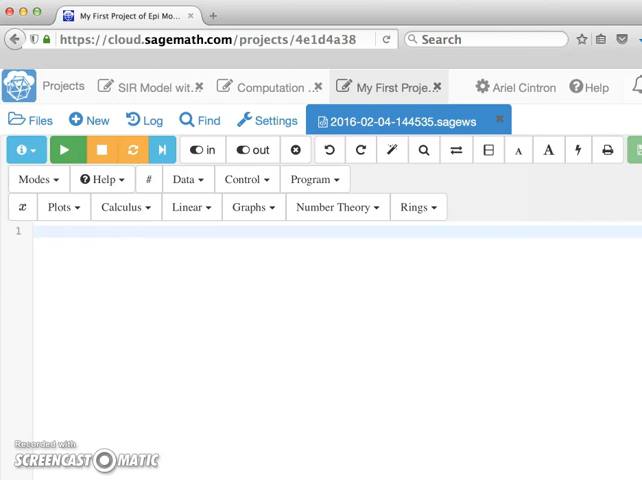 My First Project of Epi Mo...
https://cloud.sagemath.com/projects/4e1d4a38
Search
Projects SIR Model wit... Computation ... My First Proje... Ariel Cintron Help
Files New Log Find Settings 2016-02-04-144535.sagews
in out A A
Modes Help # Data Control Program
x Plots Calculus Linear Graphs Number Theory Rings
1
Recorded with
SCREENCAST-O-MATIC